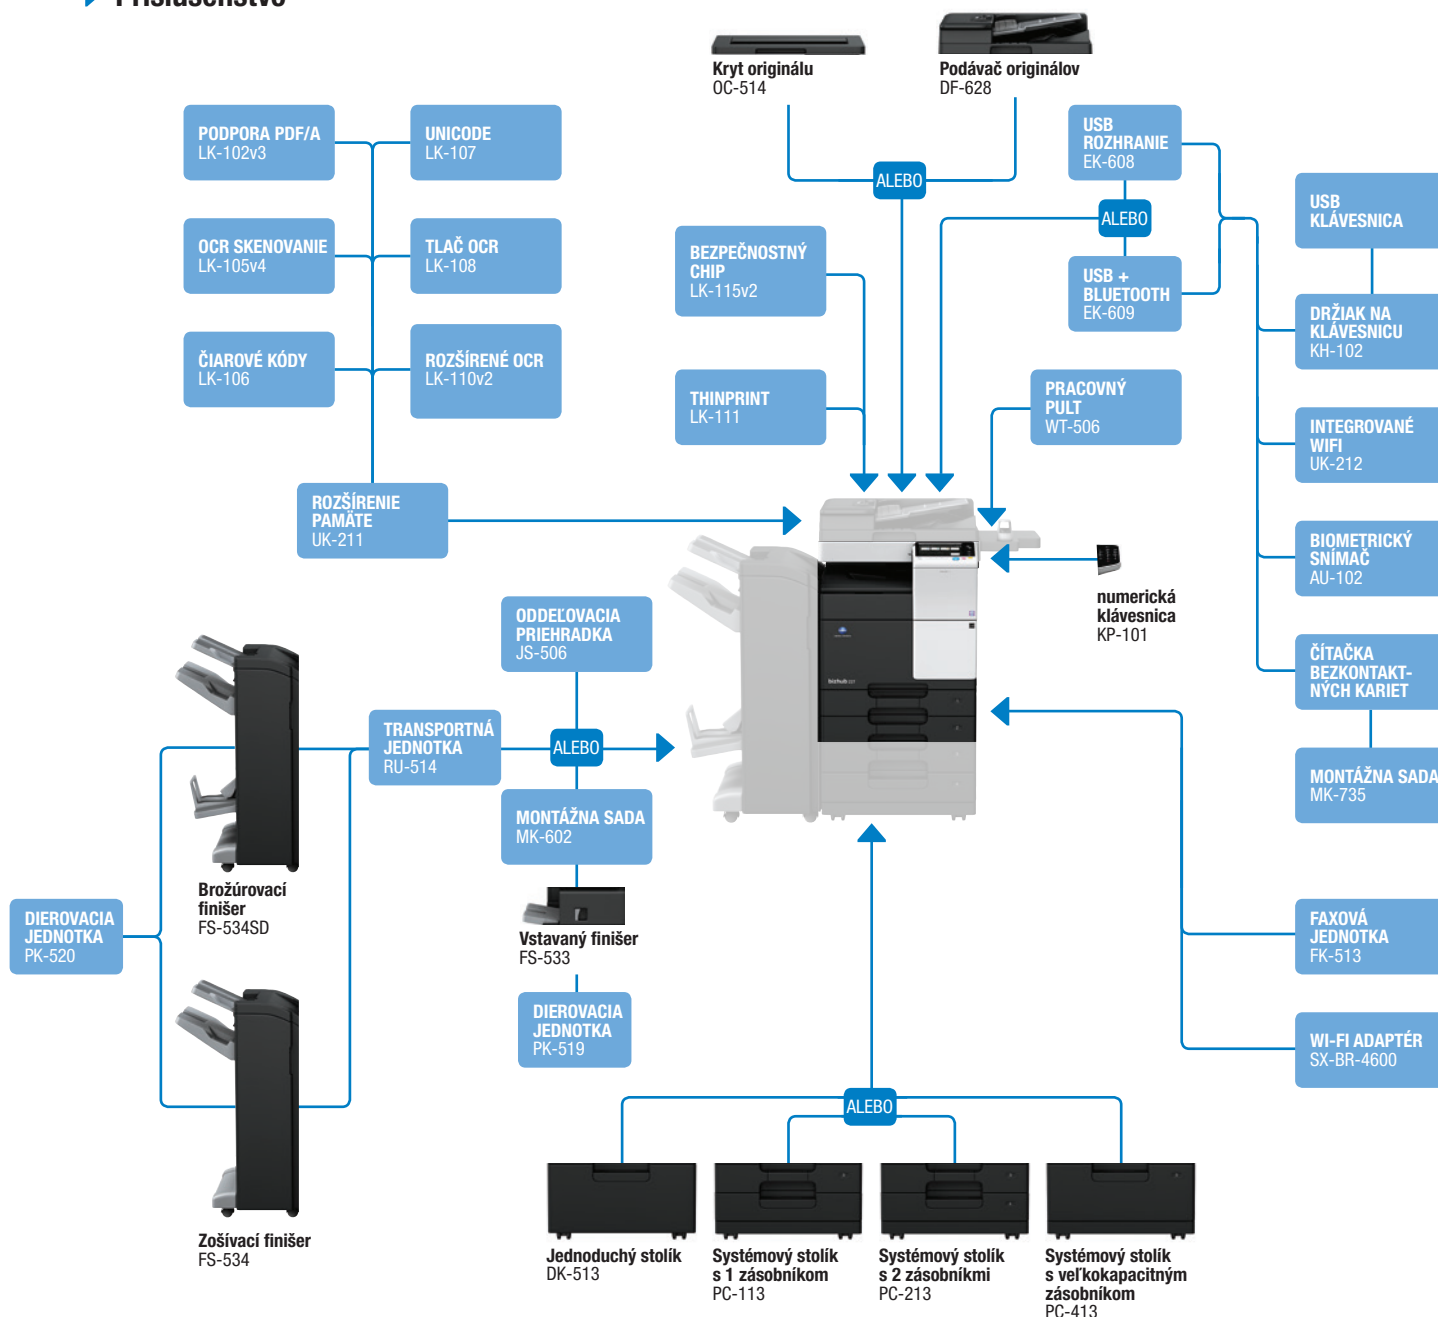 Príslušenstvo
Kryt originálu
OC-514
Podávač originálov
DF-628
PODPORA PDF/A
LK-102v3
UNICODE
LK-107
OCR SKENOVANIE
LK-105v4
TLAČ OCR
LK-108
ČIAROVÉ KÓDY
LK-106
ROZŠÍRENÉ OCR
LK-110v2
ROZŠÍRENIE
PAMÄTE
UK-211
ALEBO
BEZPEČNOSTNÝ
CHIP
LK-115v2
THINPRINT
LK-111
USB
ROZHRANIE
EK-608
ALEBO
USB +
BLUETOOTH
EK-609
PRACOVNÝ
PULT
WT-506
USB
KLÁVESNICA
DRŽIAK NA
KLÁVESNICU
KH-102
INTEGROVANÉ
WIFI
UK-212
BIOMETRICKÝ
SNÍMAČ
AU-102
ČÍTAČKA
BEZKONTAKT-
NÝCH KARIET
MONTÁŽNA SADA
MK-735
numerická
klávesnica
KP-101
bizhub
ODDEĽOVACIA
PRIEHRADKA
JS-506
TRANSPORTNÁ
JEDNOTKA
RU-514
ALEBO
MONTÁŽNA SADA
MK-602
Vstavaný finišer
FS-533
DIEROVACIA
JEDNOTKA
PK-519
Brožúrovací
finišer
FS-534SD
DIEROVACIA
JEDNOTKA
PK-520
Zošívací finišer
FS-534
FAXOVÁ
JEDNOTKA
FK-513
WI-FI ADAPTÉR
SX-BR-4600
ALEBO
Jednoduchý stolík
DK-513
Systémový stolík
s 1 zásobníkom
PC-113
Systémový stolík
s 2 zásobníkmi
PC-213
Systémový stolík
s veľkokapacitným
zásobníkom
PC-413